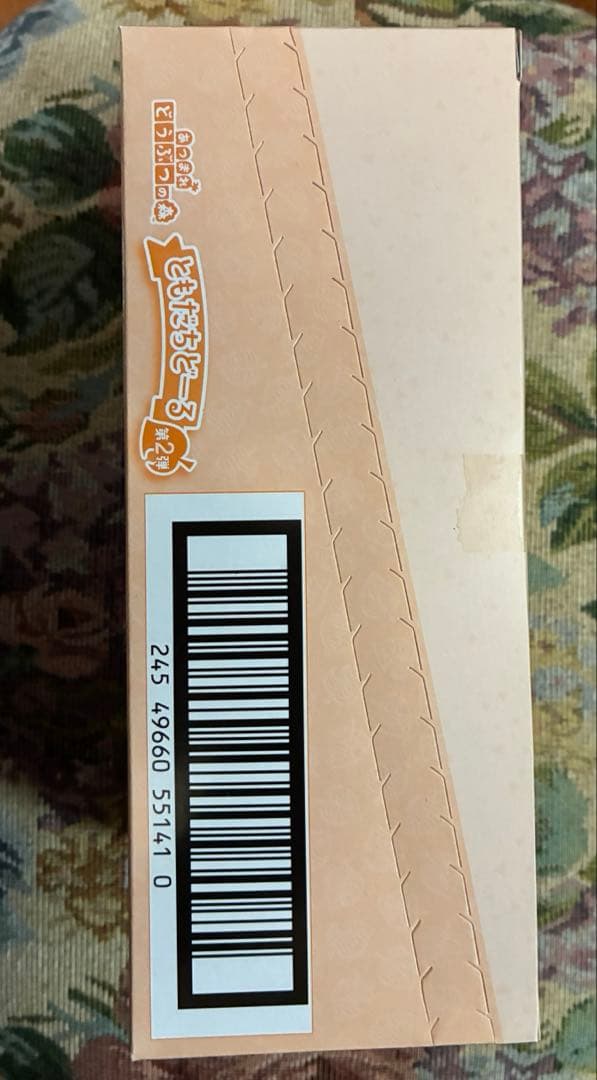 あつまれ
どうぶつの森
ともだちどーる
第2弾
245 49660 55141 0